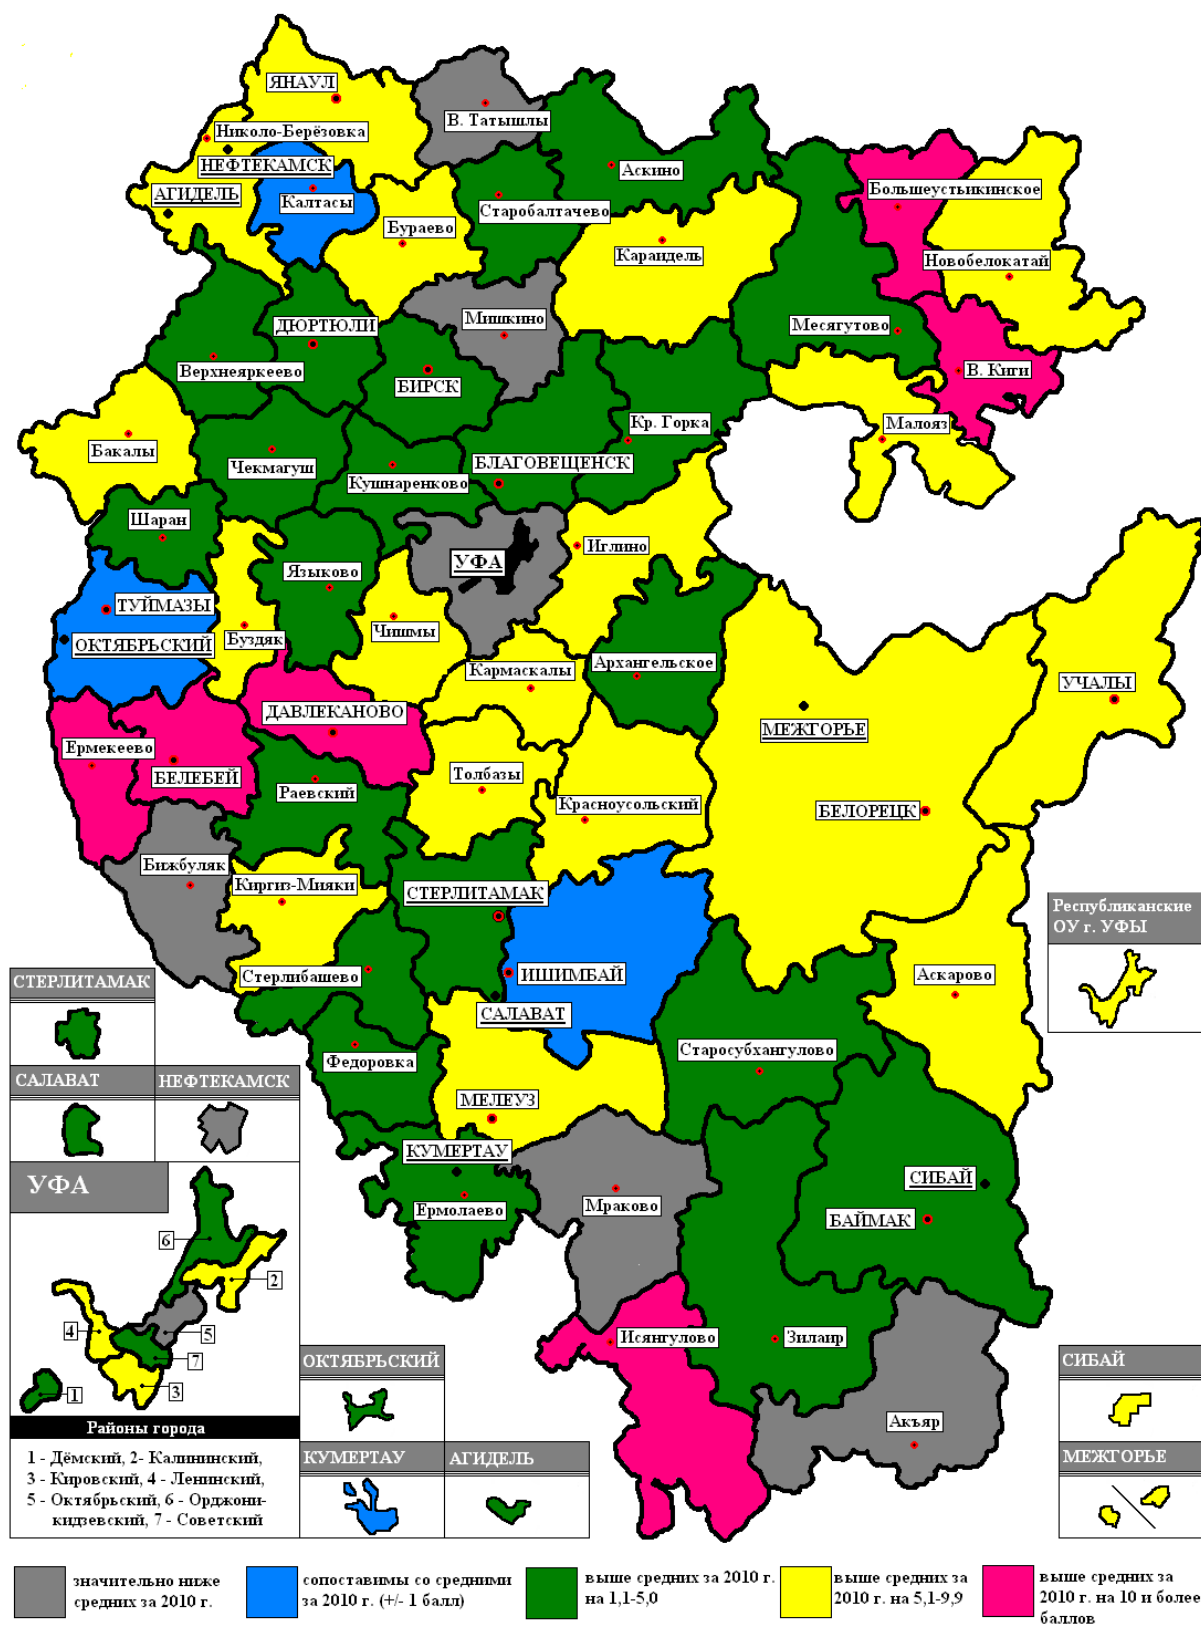 ЯНАУЛ
В. Татышлы
Николо-Берёзовка
НЕФТЕКАМСК
Аскино
АГИДЕЛЬ
Калтасы
Большеустьикинское
Старобалтачево
Бураево
Караидель
Новобелокатай
Мишкино
ДЮРТЮЛИ
Месягутово
Верхнеяркеево
БИРСК
В. Киги
Кр. Горка
Малояз
Бакалы
Чекмагуш
БЛАГОВЕЩЕНСК
Кушнаренково
Шаран
Иглино
УФА
Языково
ТУЙМАЗЫ
Буздяк
Чишмы
ОКТЯБРЬСКИЙ
Кармаскалы
Архангельское
УЧАЛЫ
ДАВЛЕКАНОВО
МЕЖГОРЬЕ
Ермекеево
БЕЛЕБЕЙ
Толбазы
Раевский
Красноусольский
БЕЛОРЕЦК
Бижбуляк
Киргиз-Мияки
СТЕРЛИТАМАК
Республиканские
ОУ г. УФЫ
Стерлибашево
ИШИМБАЙ
Аскарово
СТЕРЛИТАМАК
САЛАВАТ
Федоровка
Старосубхангулово
САЛАВАТ
НЕФТЕКАМСК
МЕЛЕУЗ
КУМЕРТАУ
СИБАЙ
УФА
Ермолаево
Мраково
БАЙМАК
6
2
4
5
7
1
3
Исянгулово
Зилаир
ОКТЯБРЬСКИЙ
СИБАЙ
Акъяр
Районы города
1 - Дёмский, 2- Калининский,
3 - Кировский, 4 - Ленинский,
5 - Октябрьский, 6 - Орджони-
кидзевский, 7 - Советский
КУМЕРТАУ
АГИДЕЛЬ
МЕЖГОРЬЕ
значительно ниже
средних за 2010 г.
сопоставимы со средними
за 2010 г. (+/- 1 балл)
выше средних за 2010 г.
на 1,1-5,0
выше средних за
2010 г. на 5,1-9,9
выше средних за
2010 г. на 10 и более
баллов